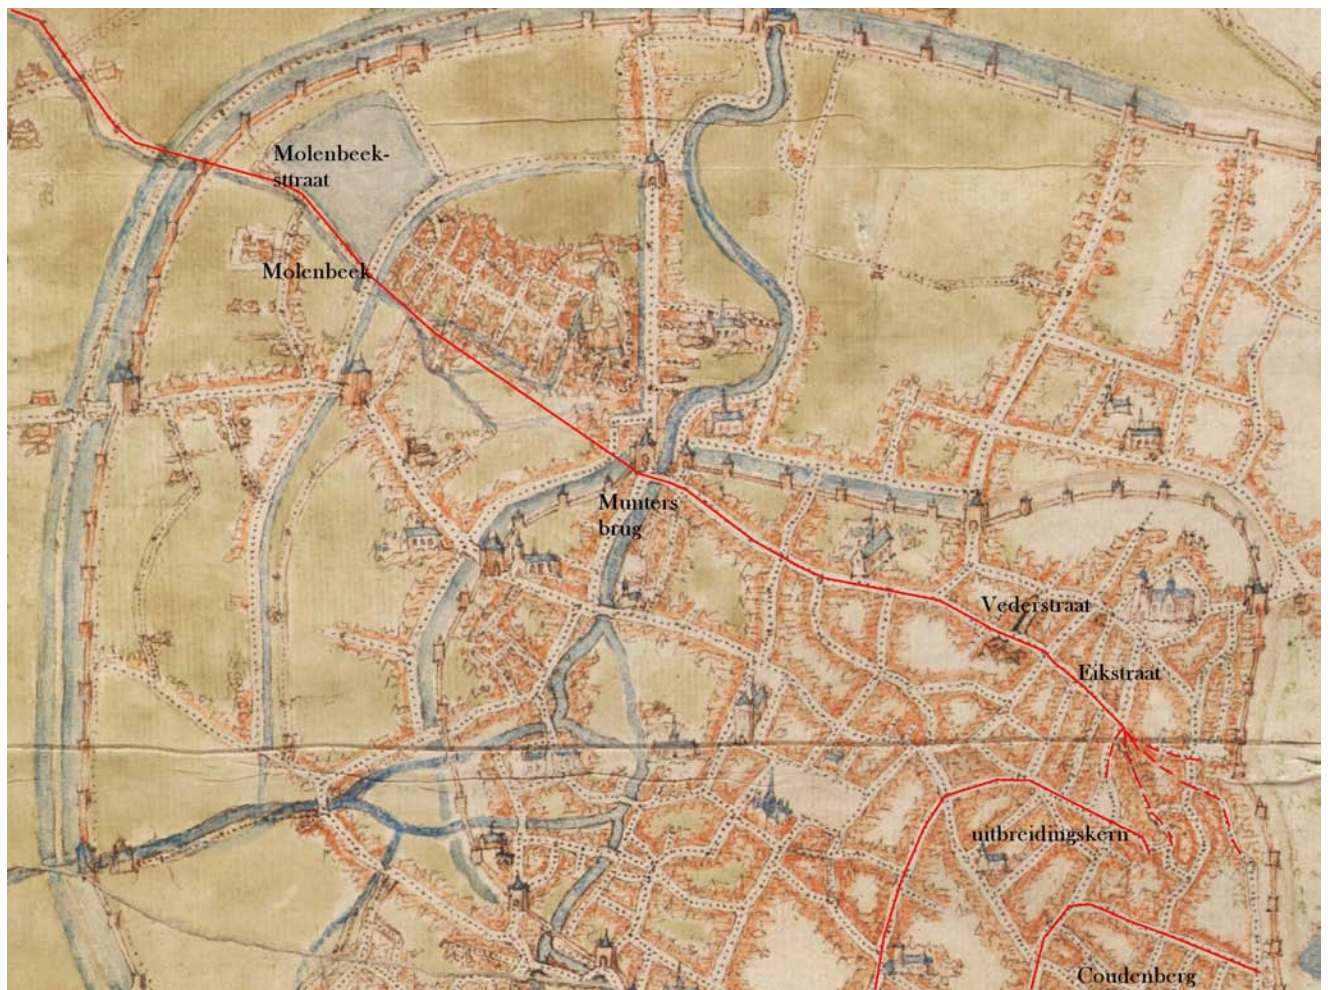 Molenbeek-
sttraat
Molenbeek
Munters
brug
Vederstraat
Eikstraat
uitbreidingskern
Coudenberg